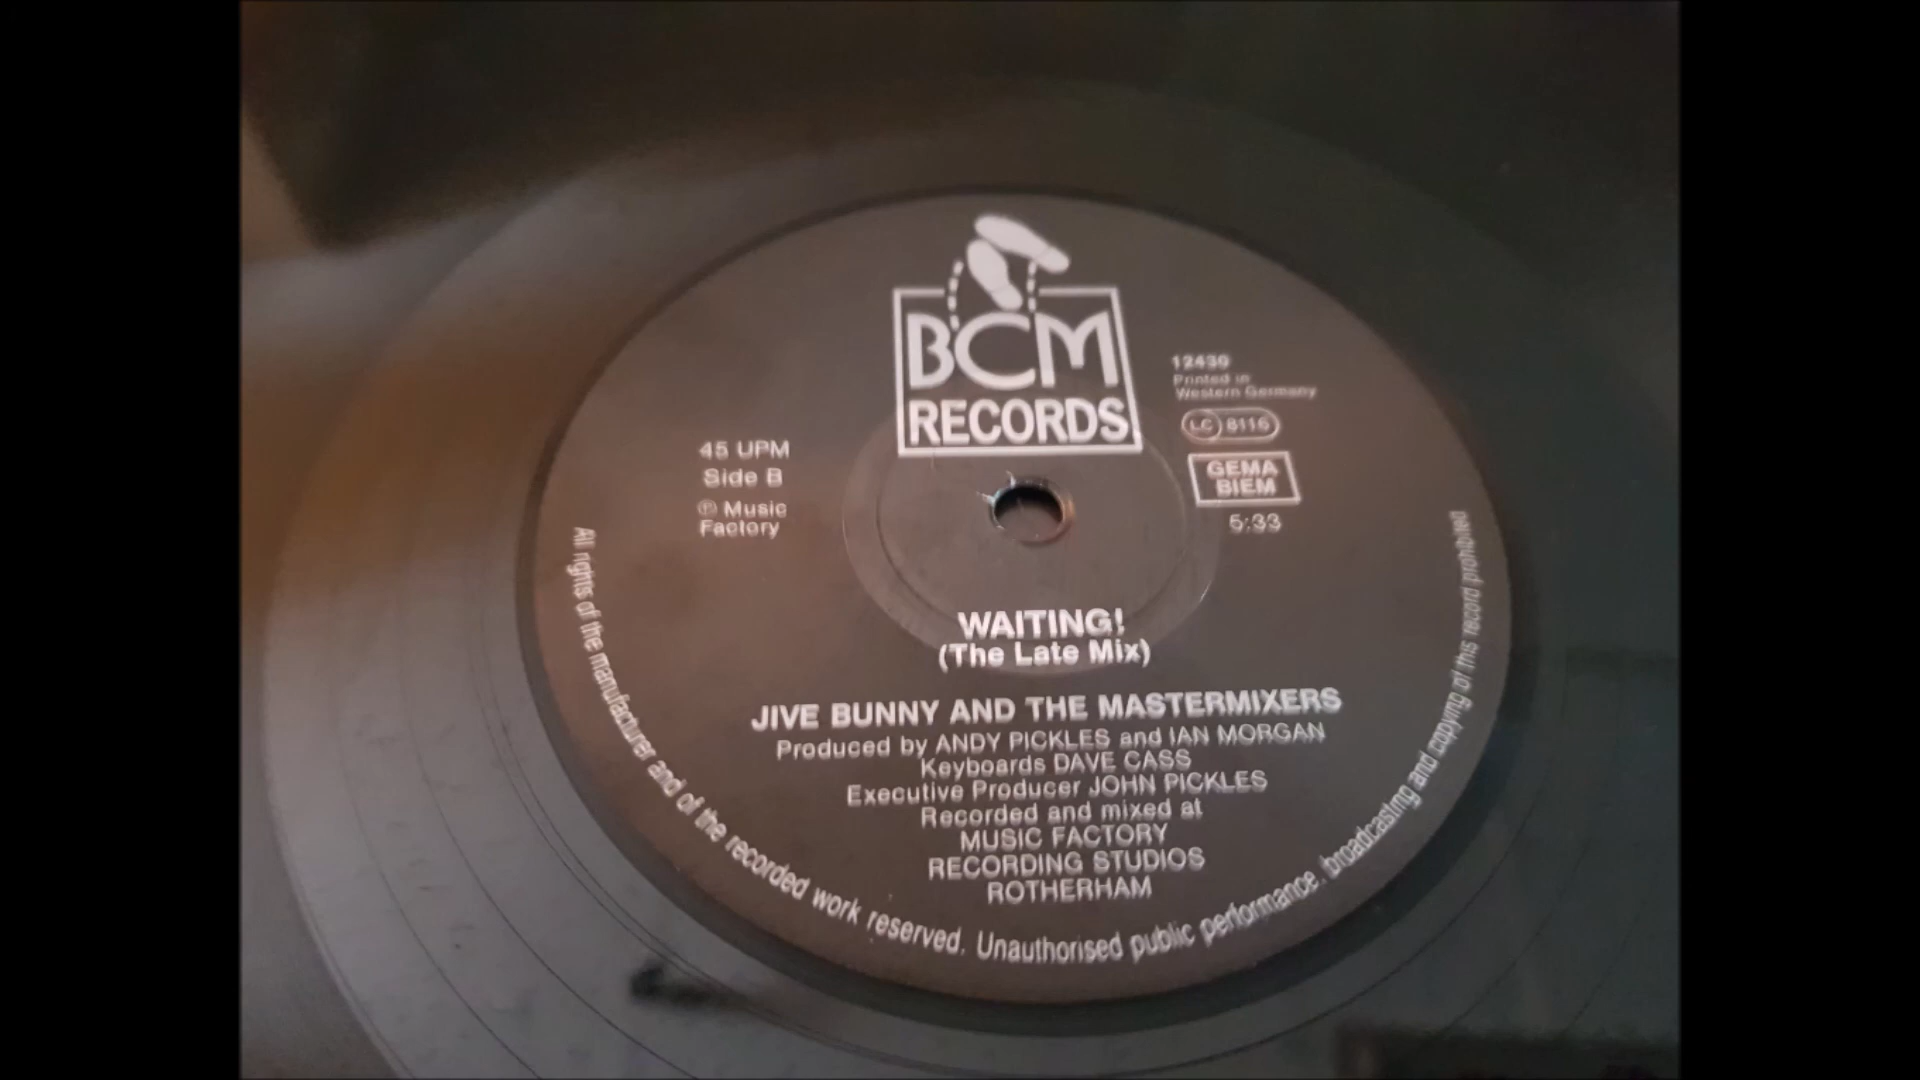 BCM
RECORDS
12430
Printed in
Western Germany
LC 8116
GEMA
BIEM
5:33
45 UPM
Side B
℗ Music
Factory
WAITING!
(The Late Mix)
JIVE BUNNY AND THE MASTERMIXERS
Produced by ANDY PICKLES and IAN MORGAN
Keyboards DAVE CASS
Executive Producer JOHN PICKLES
Recorded and mixed at
MUSIC FACTORY
RECORDING STUDIOS
ROTHERHAM
All rights of the manufacturer and of the recorded work reserved. Unauthorised public performance, broadcasting and copying of this record prohibited